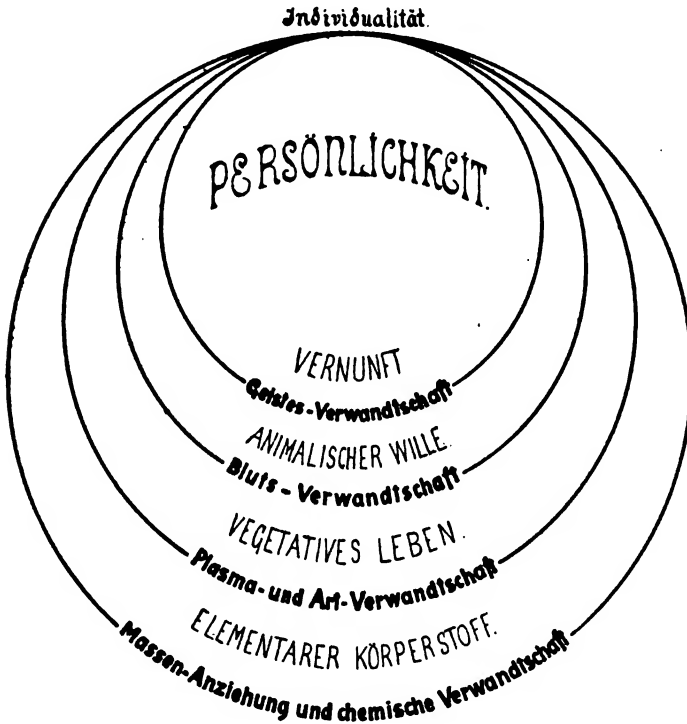 Individualität.
PERSÖNLICHKEIT.
VERNUNFT
Geistes-Verwandtschaft
ANIMALISCHER WILLE.
Bluts-Verwandtschaft
VEGETATIVES LEBEN.
Plasma-und Art-Verwandtschaft
ELEMENTARER KÖRPERSTOFF.
Massen-Anziehung und chemische Verwandtschaft